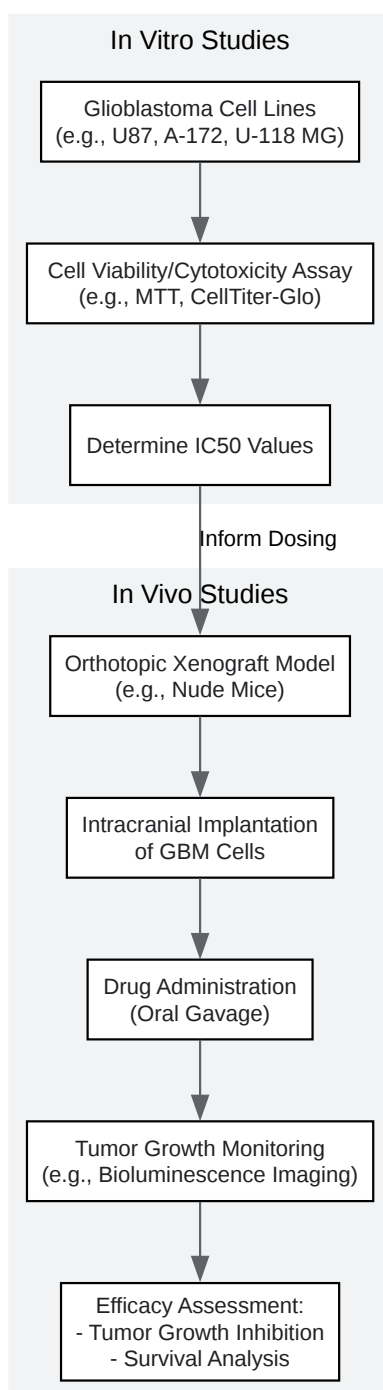 In Vitro Studies
Glioblastoma Cell Lines
(e.g., U87, A-172, U-118 MG)
Cell Viability/Cytotoxicity Assay
(e.g., MTT, CellTiter-Glo)
Determine IC50 Values
Inform Dosing
In Vivo Studies
Orthotopic Xenograft Model
(e.g., Nude Mice)
Intracranial Implantation
of GBM Cells
Drug Administration
(Oral Gavage)
Tumor Growth Monitoring
(e.g., Bioluminescence Imaging)
Efficacy Assessment:
- Tumor Growth Inhibition
- Survival Analysis